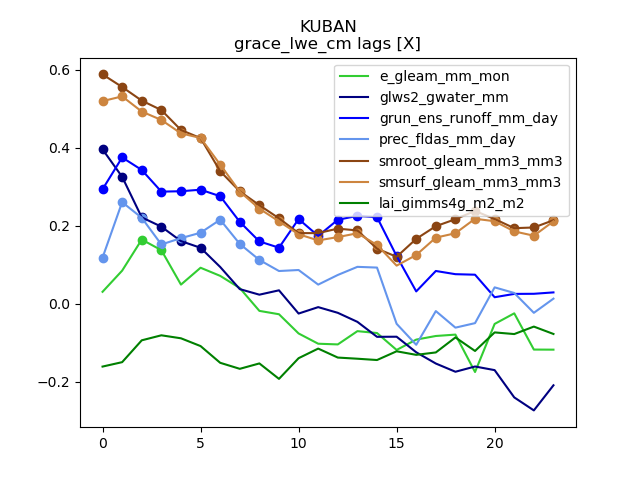 KUBAN
grace_lwe_cm lags [X]
0.6
0.4
0.2
0.0
−0.2
0
5
10
15
20
e_gleam_mm_mon
glws2_gwater_mm
grun_ens_runoff_mm_day
prec_fldas_mm_day
smroot_gleam_mm3_mm3
smsurf_gleam_mm3_mm3
lai_gimms4g_m2_m2